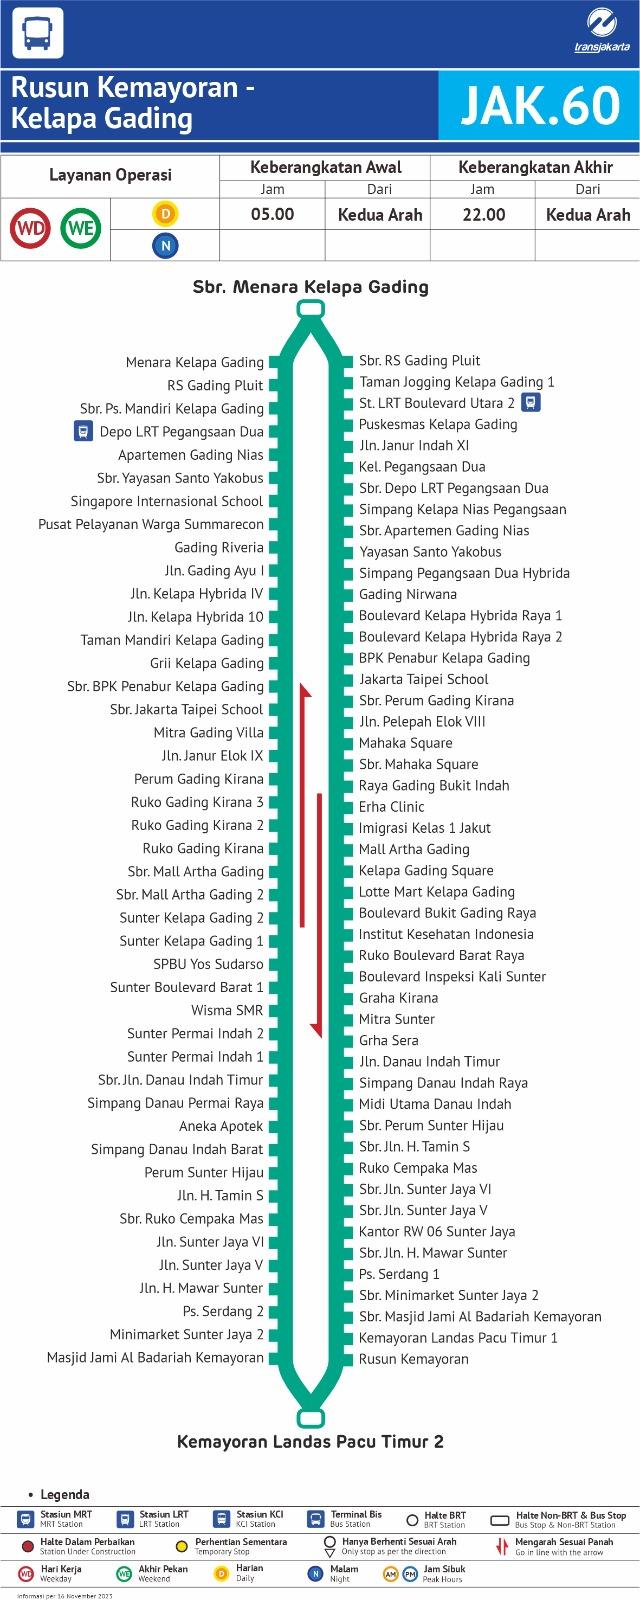 transjakarta
Rusun Kemayoran -
Kelapa Gading
JAK.60
Layanan Operasi
Keberangkatan Awal
Keberangkatan Akhir
Jam
Dari
Jam
Dari
WD
WE
D
05.00
Kedua Arah
22.00
Kedua Arah
N
Sbr. Menara Kelapa Gading
Menara Kelapa Gading
RS Gading Pluit
Sbr. Ps. Mandiri Kelapa Gading
Depo LRT Pegangsaan Dua
Apartemen Gading Nias
Sbr. Yayasan Santo Yakobus
Singapore Internasional School
Pusat Pelayanan Warga Summarecon
Gading Riveria
Jln. Gading Ayu I
Jln. Kelapa Hybrida IV
Jln. Kelapa Hybrida 10
Taman Mandiri Kelapa Gading
Grii Kelapa Gading
Sbr. BPK Penabur Kelapa Gading
Sbr. Jakarta Taipei School
Mitra Gading Villa
Jln. Janur Elok IX
Perum Gading Kirana
Ruko Gading Kirana 3
Ruko Gading Kirana 2
Ruko Gading Kirana
Sbr. Mall Artha Gading
Sbr. Mall Artha Gading 2
Sunter Kelapa Gading 2
Sunter Kelapa Gading 1
SPBU Yos Sudarso
Sunter Boulevard Barat 1
Wisma SMR
Sunter Permai Indah 2
Sunter Permai Indah 1
Sbr. Jln. Danau Indah Timur
Simpang Danau Permai Raya
Aneka Apotek
Simpang Danau Indah Barat
Perum Sunter Hijau
Jln. H. Tamin S
Sbr. Ruko Cempaka Mas
Jln. Sunter Jaya VI
Jln. Sunter Jaya V
Jln. H. Mawar Sunter
Ps. Serdang 2
Minimarket Sunter Jaya 2
Masjid Jami Al Badariah Kemayoran
Sbr. RS Gading Pluit
Taman Jogging Kelapa Gading 1
St. LRT Boulevard Utara 2
Puskesmas Kelapa Gading
Jln. Janur Indah XI
Kel. Pegangsaan Dua
Sbr. Depo LRT Pegangsaan Dua
Simpang Kelapa Nias Pegangsaan
Sbr. Apartemen Gading Nias
Yayasan Santo Yakobus
Simpang Pegangsaan Dua Hybrida
Gading Nirwana
Boulevard Kelapa Hybrida Raya 1
Boulevard Kelapa Hybrida Raya 2
BPK Penabur Kelapa Gading
Jakarta Taipei School
Sbr. Perum Gading Kirana
Jln. Pelepah Elok VIII
Mahaka Square
Sbr. Mahaka Square
Raya Gading Bukit Indah
Erha Clinic
Imigrasi Kelas 1 Jakut
Mall Artha Gading
Kelapa Gading Square
Lotte Mart Kelapa Gading
Boulevard Bukit Gading Raya
Institut Kesehatan Indonesia
Ruko Boulevard Barat Raya
Boulevard Inspeksi Kali Sunter
Graha Kirana
Mitra Sunter
Grha Sera
Jln. Danau Indah Timur
Simpang Danau Indah Raya
Midi Utama Danau Indah
Sbr. Perum Sunter Hijau
Sbr. Jln. H. Tamin S
Ruko Cempaka Mas
Sbr. Jln. Sunter Jaya VI
Sbr. Jln. Sunter Jaya V
Kantor RW 06 Sunter Jaya
Sbr. Jln. H. Mawar Sunter
Ps. Serdang 1
Sbr. Minimarket Sunter Jaya 2
Sbr. Masjid Jami Al Badariah Kemayoran
Kemayoran Landas Pacu Timur 1
Rusun Kemayoran
Kemayoran Landas Pacu Timur 2
• Legenda
Stasiun MRT
MRT Station
Stasiun LRT
LRT Station
Stasiun KCI
KCI Station
Terminal Bis
Bus Station
Halte BRT
BRT Station
Halte Non-BRT & Bus Stop
Bus Stop & Non-BRT Station
Halte Dalam Perbaikan
Station Under Construction
Perhentian Sementara
Temporary Stop
Hanya Berhenti Sesuai Arah
Only stop as per the direction
Mengarah Sesuai Panah
Go in line with the arrow
WD
Hari Kerja
Weekday
WE
Akhir Pekan
Weekend
D
Harian
Daily
N
Malam
Night
AM
PM
Jam Sibuk
Peak Hours
Informasi per 16 November 2023